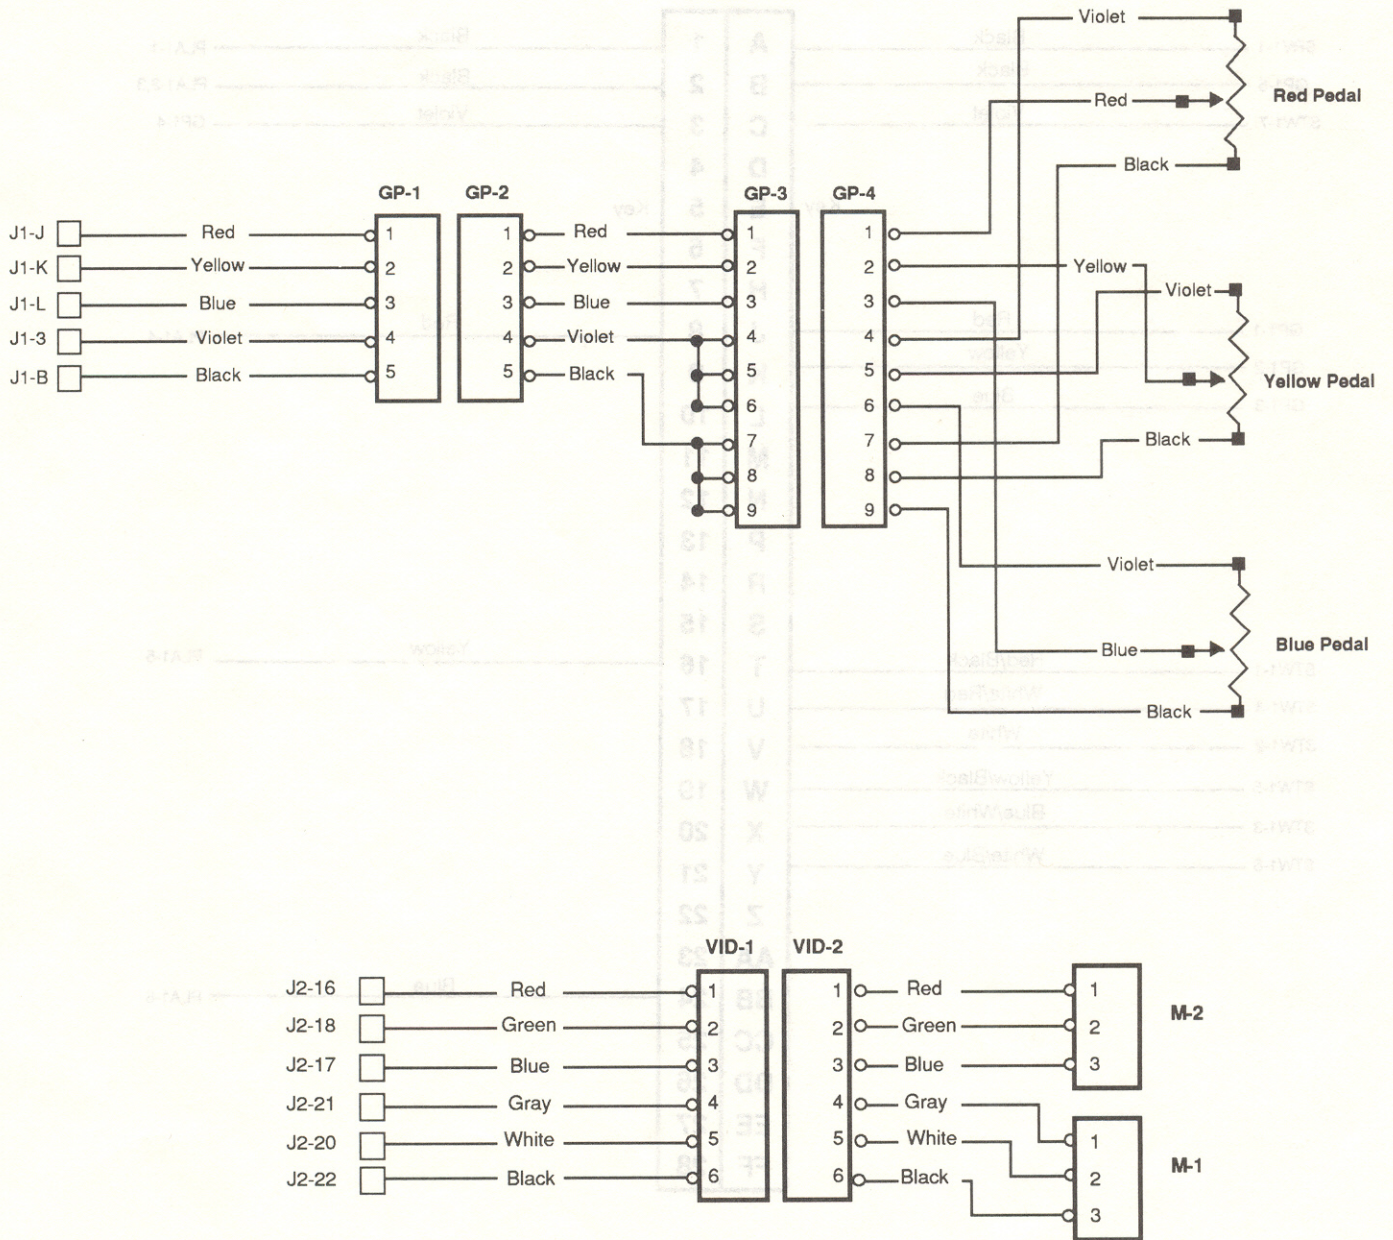 Violet
Red
Red Pedal
Black
GP-1 GP-2 GP-3 GP-4
J1-J Red 1 1 Red 1 1
J1-K Yellow 2 2 Yellow 2 2 Yellow
Violet
J1-L Blue 3 3 Blue 3 3
J1-3 Violet 4 4 Violet 4 4
J1-B Black 5 5 Black 5 5
Yellow Pedal
6 6
7 7 Black
8 8
9 9
Violet
Blue
Blue Pedal
Black
VID-1 VID-2
J2-16 Red 1 1 Red 1
M-2
J2-18 Green 2 2 Green 2
J2-17 Blue 3 3 Blue 3
J2-21 Gray 4 4 Gray
J2-20 White 5 5 White 1
M-1
J2-22 Black 6 6 Black 2
3